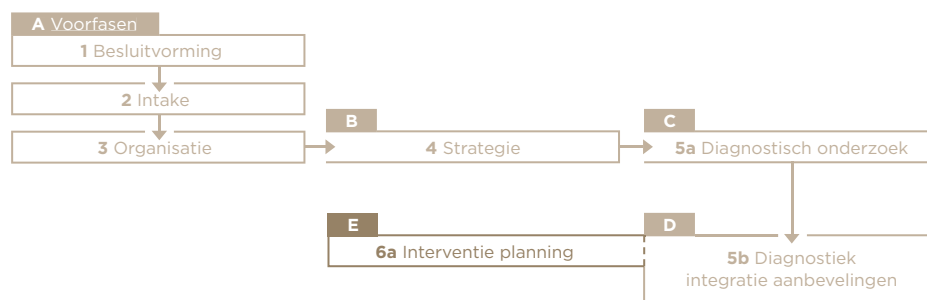 A Voorfasen
1 Besluitvorming
2 Intake
3 Organisatie
B
4 Strategie
C
5a Diagnostisch onderzoek
E
6a Interventie planning
D
5b Diagnostiek
integratie aanbevelingen